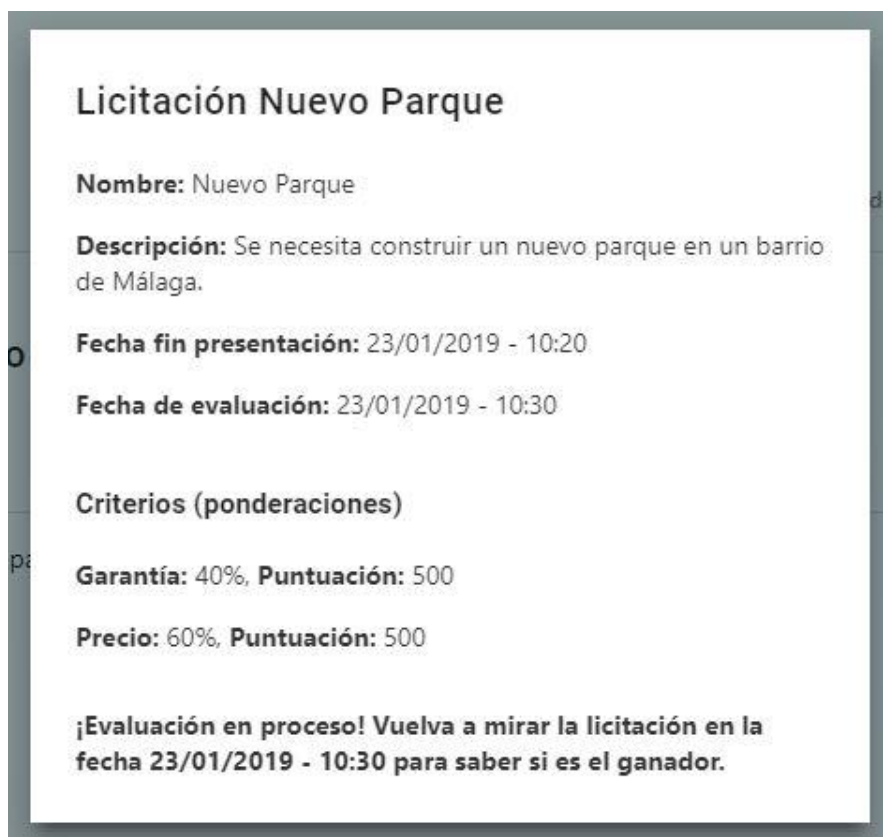 Licitación Nuevo Parque
Nombre: Nuevo Parque
Descripción: Se necesita construir un nuevo parque en un barrio
de Málaga.
Fecha fin presentación: 23/01/2019 - 10:20
Fecha de evaluación: 23/01/2019 - 10:30
Criterios (ponderaciones)
Garantía: 40%, Puntuación: 500
Precio: 60%, Puntuación: 500
¡Evaluación en proceso! Vuelva a mirar la licitación en la
fecha 23/01/2019 - 10:30 para saber si es el ganador.